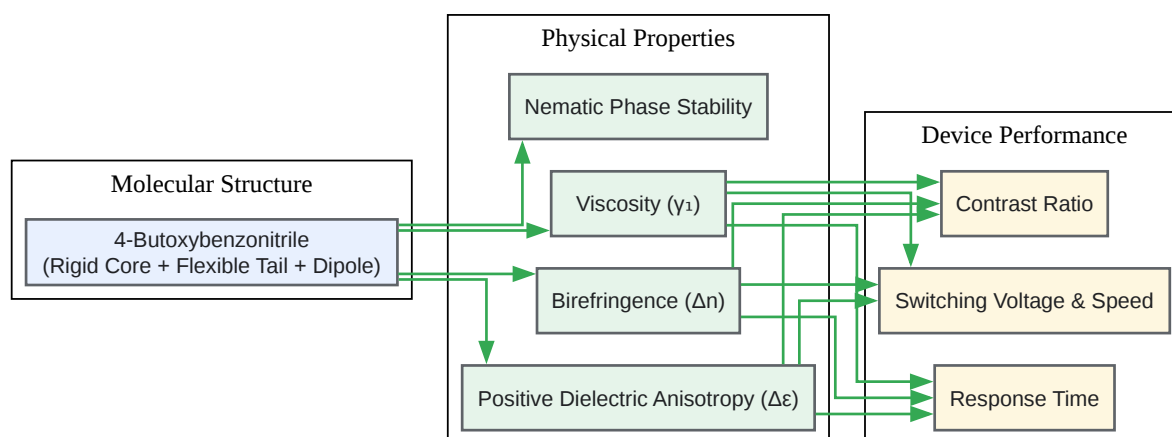 Molecular Structure
4-Butoxybenzonitrile
(Rigid Core + Flexible Tail + Dipole)
Physical Properties
Nematic Phase Stability
Viscosity (γ₁)
Birefringence (Δn)
Positive Dielectric Anisotropy (Δε)
Device Performance
Contrast Ratio
Switching Voltage & Speed
Response Time